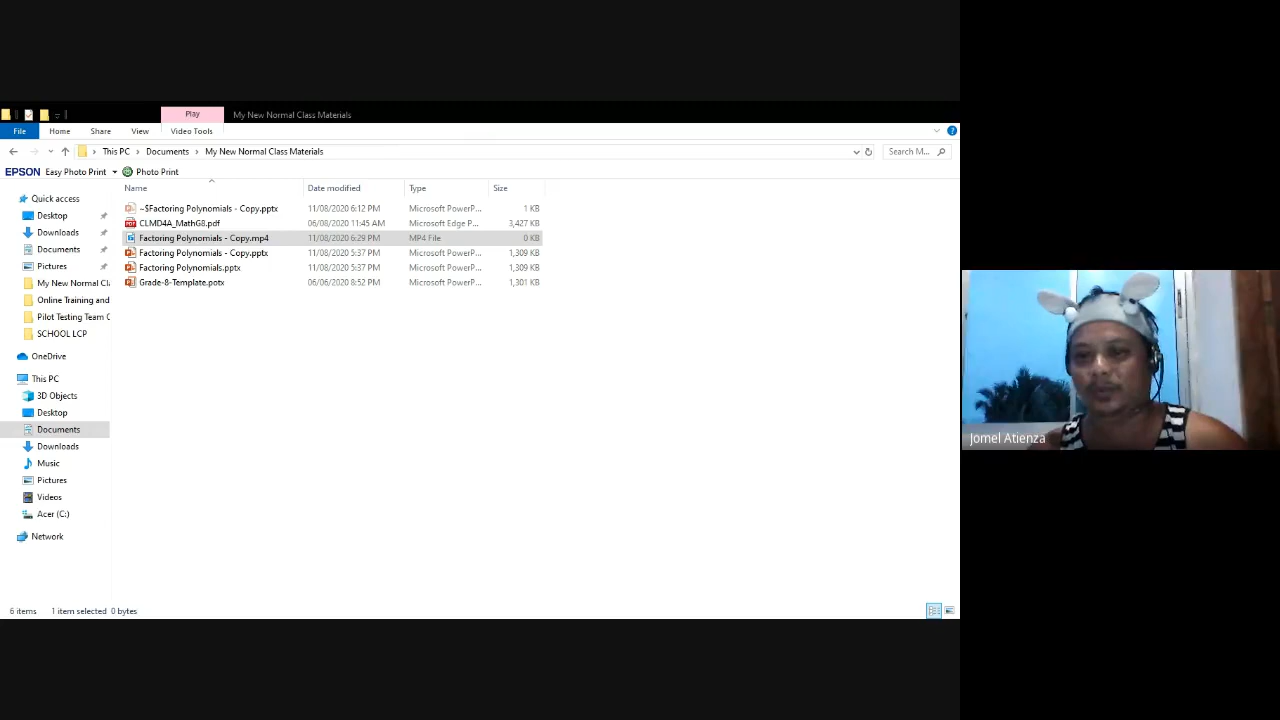 Play My New Normal Class Materials
File Home Share View Video Tools
This PC Documents My New Normal Class Materials Search M...
EPSON Easy Photo Print Photo Print
Name Date modified Type Size
Quick access
Desktop
Downloads
Documents
Pictures
My New Normal Cl
Online Training and
Pilot Testing Team
SCHOOL LCP
OneDrive
This PC
3D Objects
Desktop
Documents
Downloads
Music
Pictures
Videos
Acer (C:)
Network
~$Factoring Polynomials - Copy.pptx 11/08/2020 6:12 PM Microsoft PowerP... 1 KB
CLMD4A_MathG8.pdf 06/08/2020 11:45 AM Microsoft Edge P... 3,427 KB
Factoring Polynomials - Copy.mp4 11/08/2020 6:29 PM MP4 File 0 KB
Factoring Polynomials - Copy.pptx 11/08/2020 5:37 PM Microsoft PowerP... 1,309 KB
Factoring Polynomials.pptx 11/08/2020 5:37 PM Microsoft PowerP... 1,309 KB
Grade-8-Template.potx 06/06/2020 8:52 PM Microsoft PowerP... 1,301 KB
6 items 1 item selected 0 bytes
Jomel Atienza